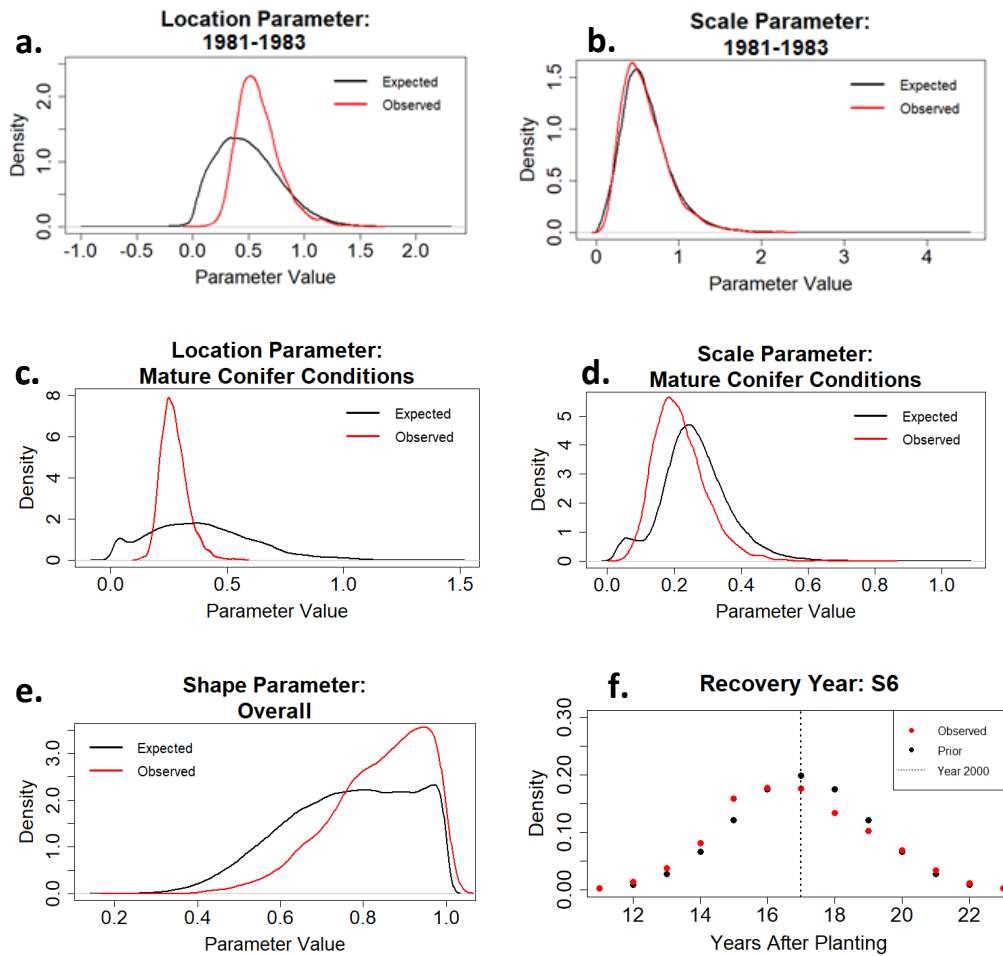 a.
Location Parameter:
1981-1983
Density
0.0 1.0 2.0
Expected
Observed
-1.0 -0.5 0.0 0.5 1.0 1.5 2.0
Parameter Value
b.
Scale Parameter:
1981-1983
Density
0.0 0.5 1.0 1.5
Expected
Observed
0 1 2 3 4
Parameter Value
c.
Location Parameter:
Mature Conifer Conditions
Density
0 2 4 6 8
Expected
Observed
0.0 0.5 1.0 1.5
Parameter Value
d.
Scale Parameter:
Mature Conifer Conditions
Density
0 1 2 3 4 5
Expected
Observed
0.0 0.2 0.4 0.6 0.8 1.0
Parameter Value
e.
Shape Parameter:
Overall
Density
0.0 1.0 2.0 3.0
Expected
Observed
0.2 0.4 0.6 0.8 1.0
Parameter Value
f.
Recovery Year: S6
Density
0.00 0.10 0.20 0.30
Observed
Prior
Year 2000
12 14 16 18 20 22
Years After Planting